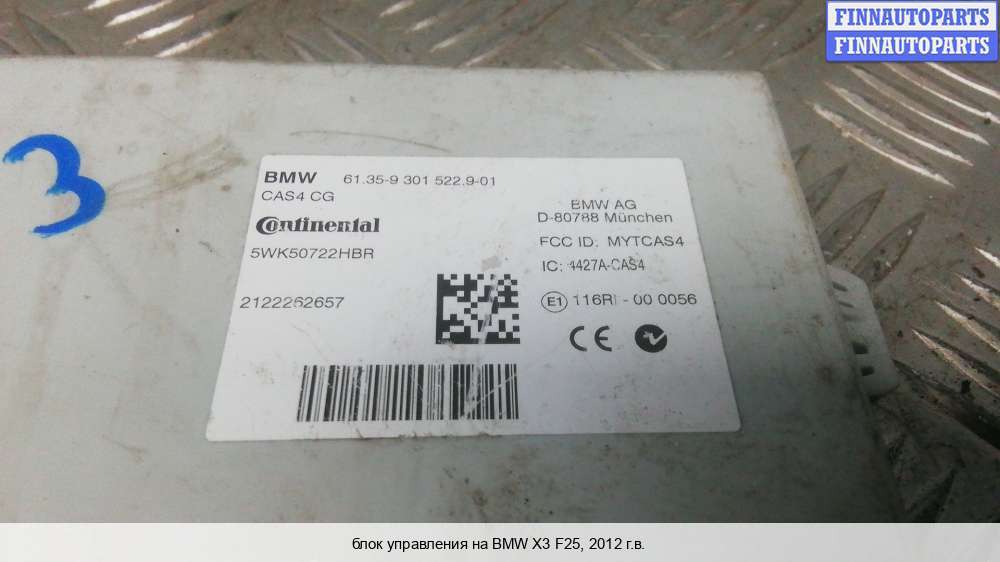 FINNAUTOPARTS
FINNAUTOPARTS
3
BMW 61.35-9 301 522.9-01
CAS4 CG
Continental
5WK50722HBR
2122262657
BMW AG
D-80788 München
FCC ID. MYTCAS4
IC: 4427A-CAS4
E1 116RI - 00 0056
CE
блок управления на BMW X3 F25, 2012 г.в.